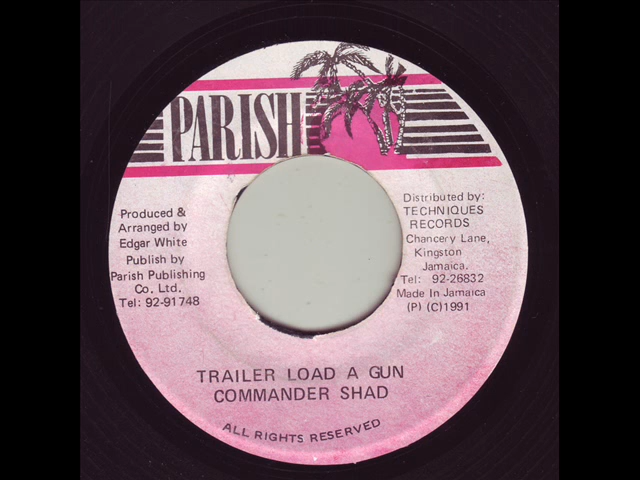 PARISH
Produced &
Arranged by
Edgar White
Publish by
Parish Publishing
Co. Ltd.
Tel: 92-91748
Distributed by:
TECHNIQUES
RECORDS
Chancery Lane,
Kingston
Jamaica.
Tel: 92-26832
Made In Jamaica
(P) (C)1991
TRAILER LOAD A GUN
COMMANDER SHAD
ALL RIGHTS RESERVED